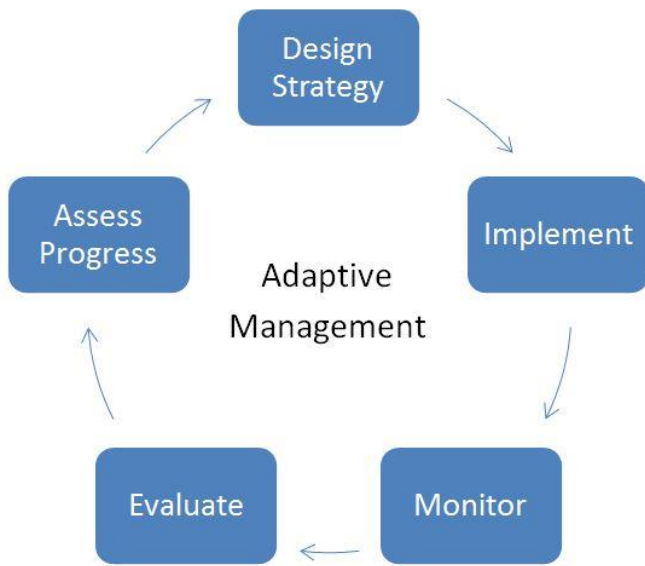 Design
Strategy
Implement
Monitor
Evaluate
Assess
Progress
Adaptive
Management